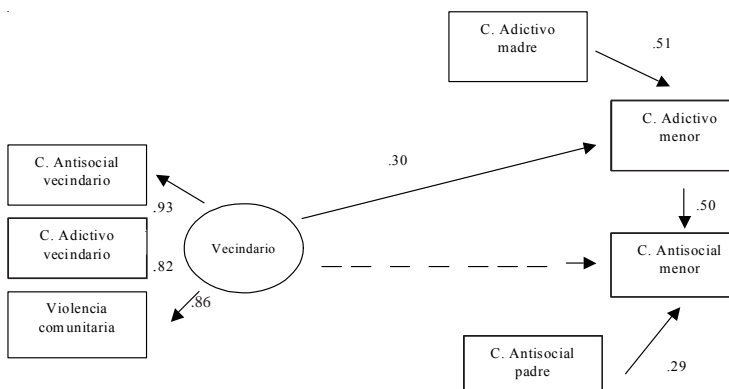 C. Adictivo
madre
.51
C. Adictivo
menor
.30
C. Antisocial
vecindario
.93
.50
C. Adictivo
vecindario
.82
Vecindario
C. Antisocial
menor
Violencia
comunitaria
.86
C. Antisocial
padre
.29